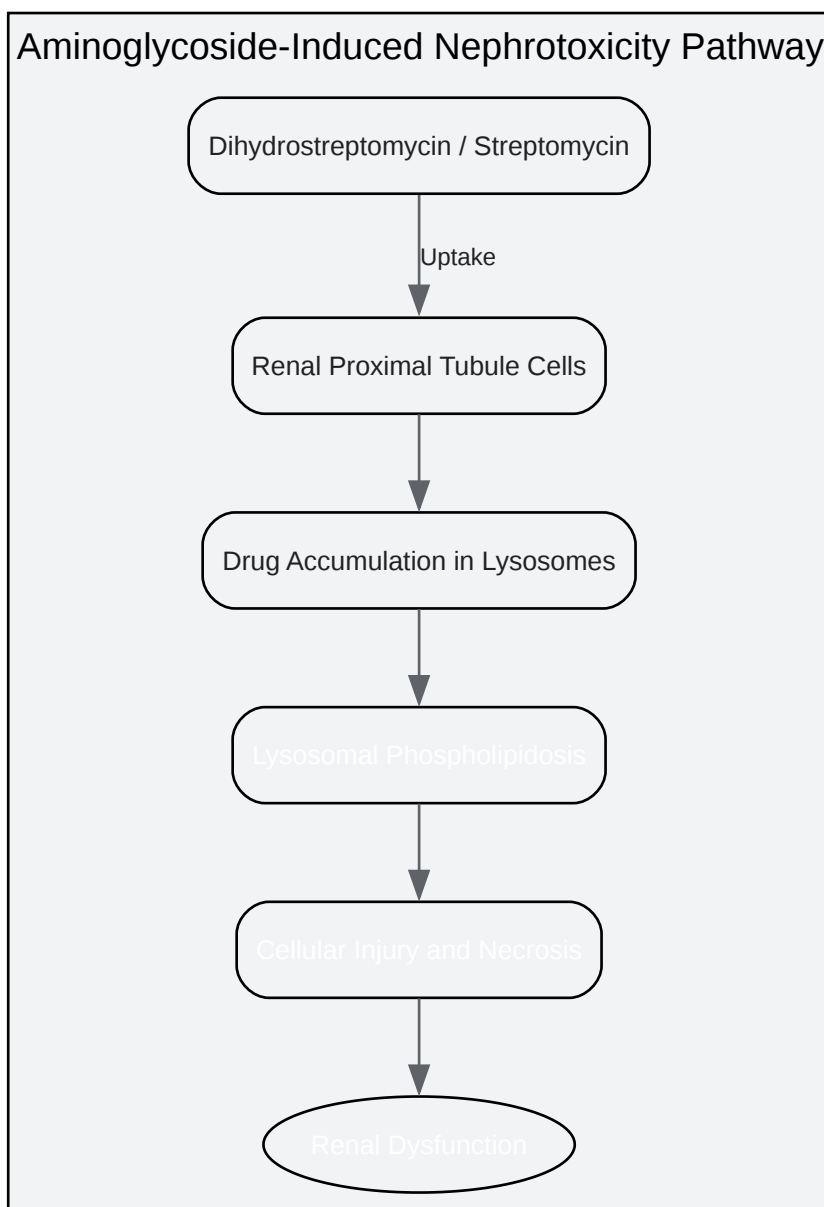 Aminoglycoside-Induced Nephrotoxicity Pathway
Dihydrostreptomycin / Streptomycin
Uptake
Renal Proximal Tubule Cells
Drug Accumulation in Lysosomes
Lysosomal Phospholipidosis
Cellular Injury and Necrosis
Renal Dysfunction